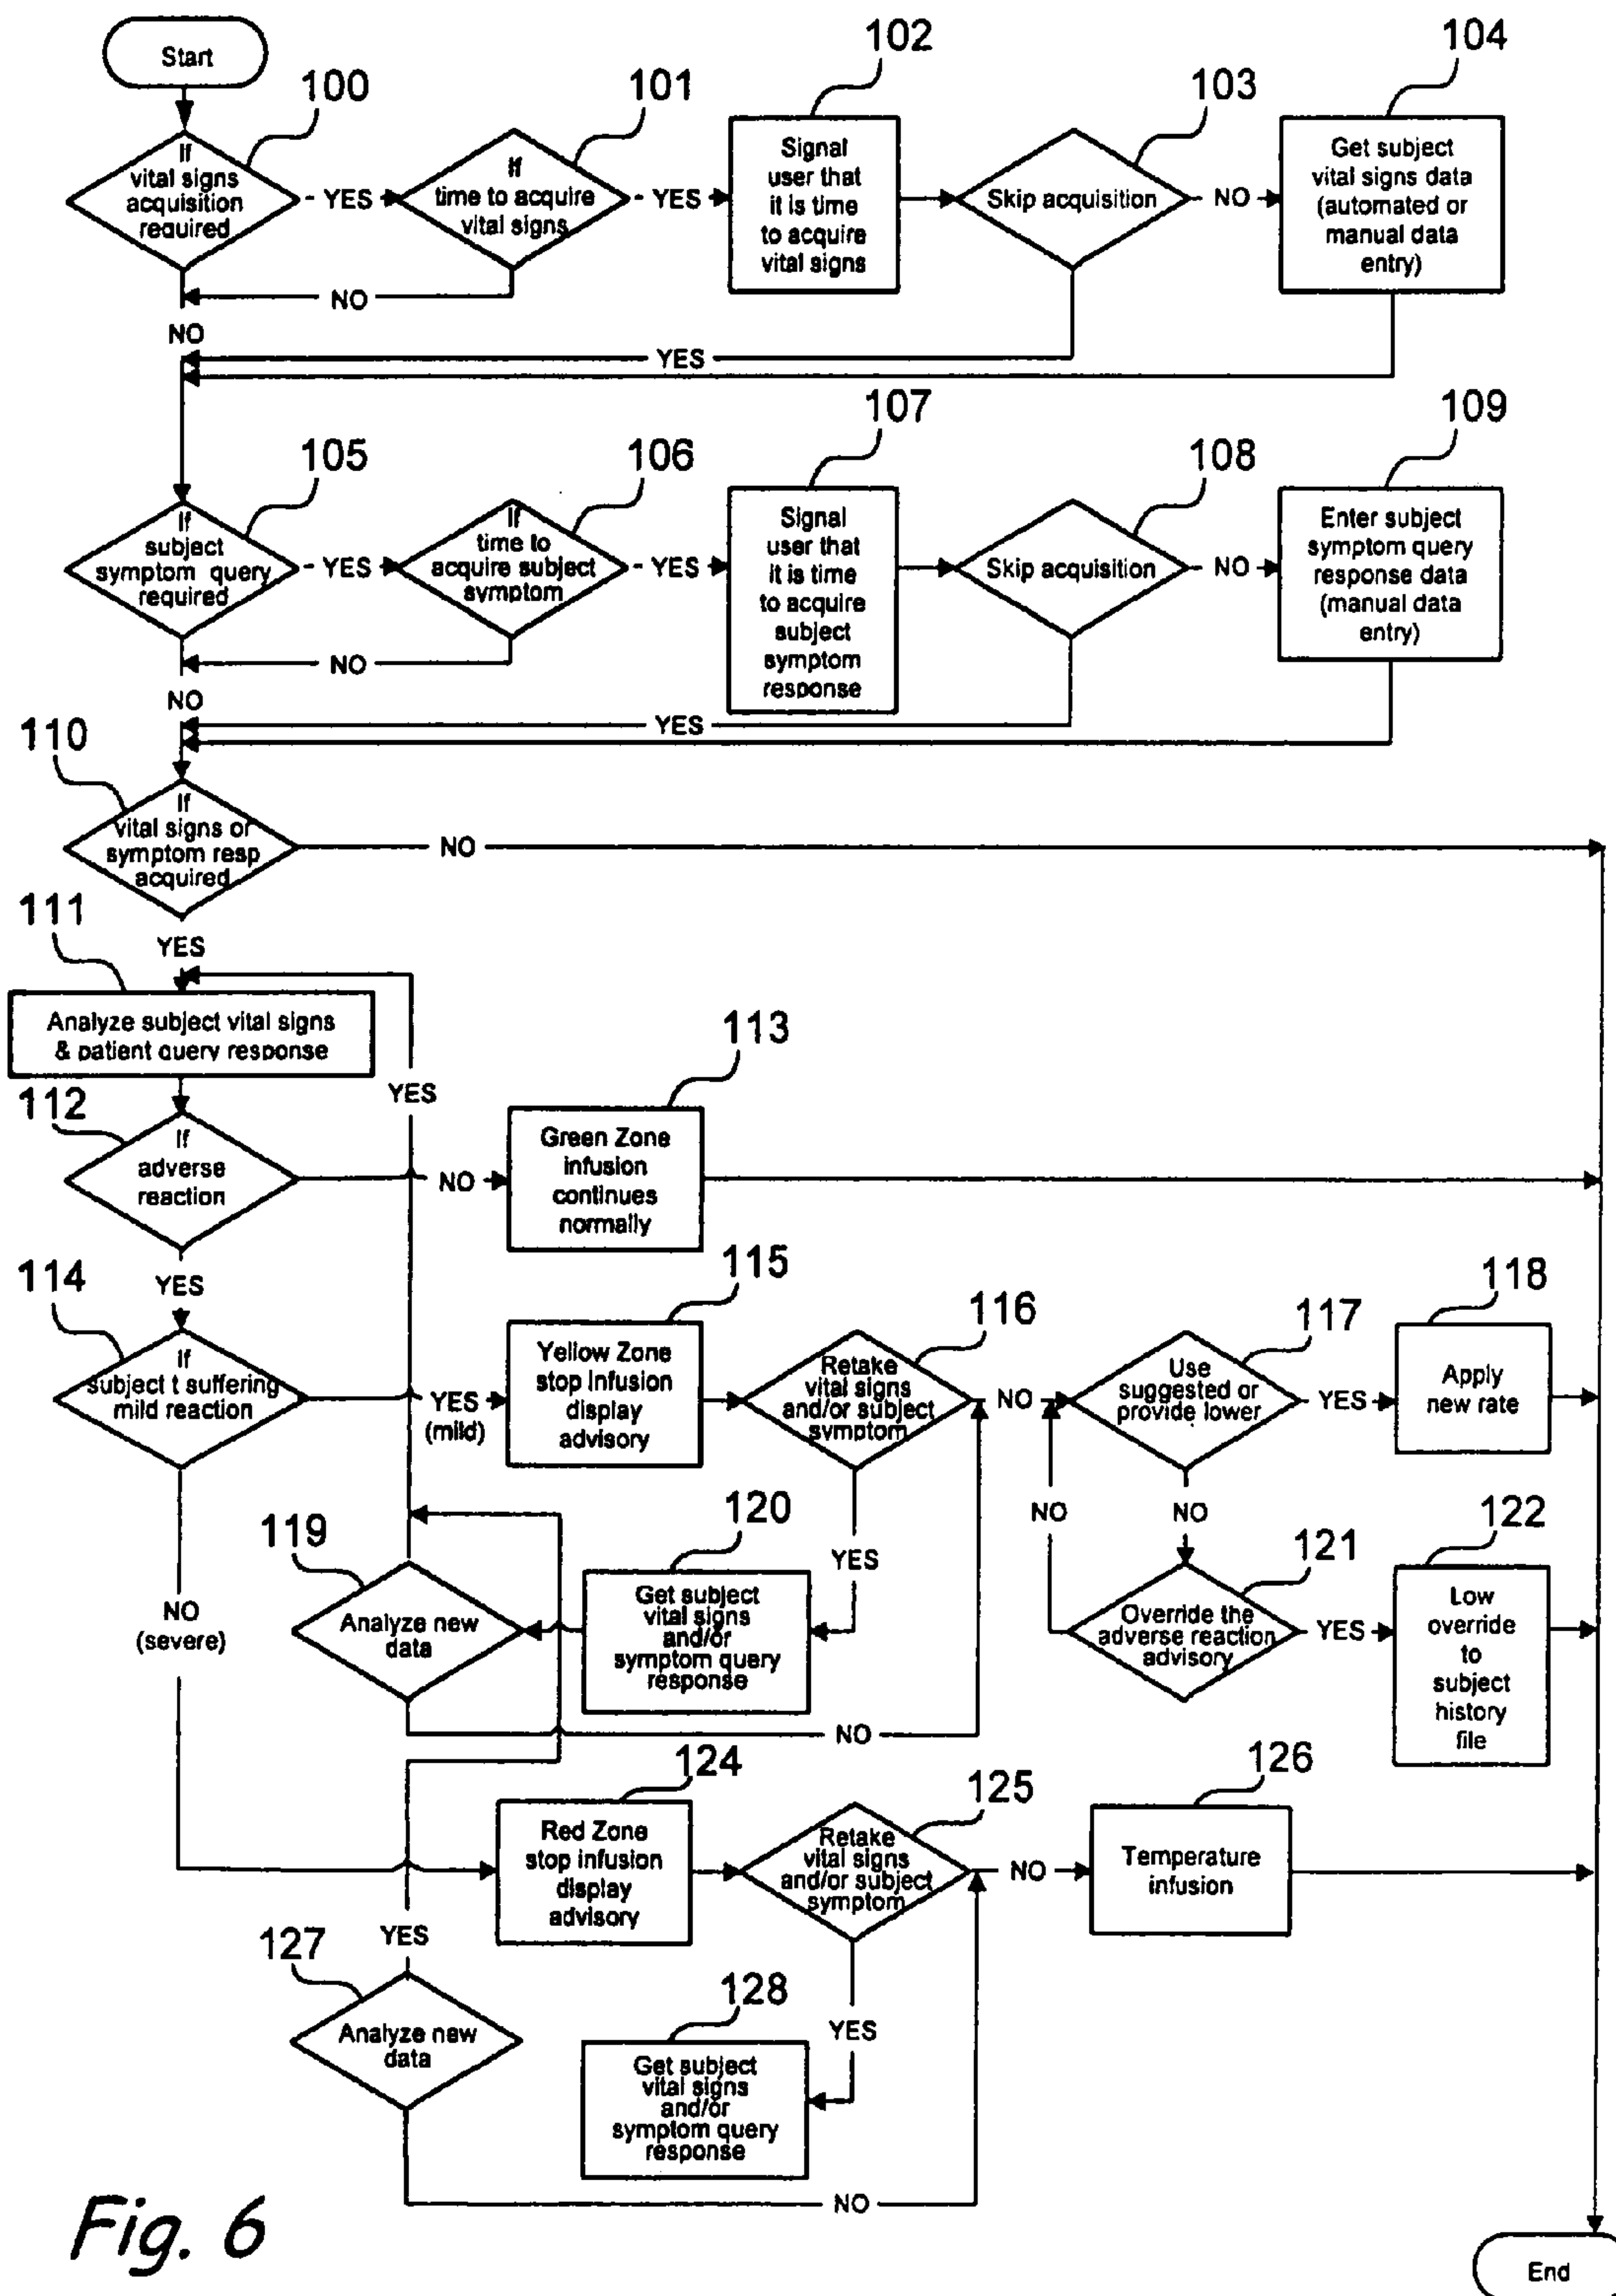 Start
100
101
102
103
104
If
vital signs
acquisition
required
YES
If
time to acquire
vital signs
YES
Signal
user that
it is time
to acquire
vital signs
Skip acquisition
NO
Get subject
vital signs data
(automated or
manual data
entry)
NO
NO
YES
105
106
107
108
109
If
subject
symptom query
required
YES
If
time to
acquire subject
symptom
YES
Signal
user that
it is time
to acquire
subject
symptom
response
Skip acquisition
NO
Enter subject
symptom query
response data
(manual data
entry)
NO
NO
YES
110
If
vital signs or
symptom resp
acquired
NO
YES
111
Analyze subject vital signs
& patient query response
YES
112
If
adverse
reaction
NO
113
Green Zone
infusion
continues
normally
YES
114
If
subject t suffering
mild reaction
YES
(mild)
115
Yellow Zone
stop infusion
display
advisory
116
Retake
vital signs
and/or subject
symptom
NO
117
Use
suggested or
provide lower
YES
118
Apply
new rate
NO
(severe)
119
Analyze new
data
120
Get subject
vital signs
and/or
symptom query
response
YES
NO
NO
NO
121
Override the
adverse reaction
advisory
YES
122
Low
override
to
subject
history
file
124
Red Zone
stop infusion
display
advisory
125
Retake
vital signs
and/or subject
symptom
NO
126
Temperature
infusion
YES
127
Analyze new
data
128
Get subject
vital signs
and/or
symptom query
response
YES
NO
Fig. 6
End